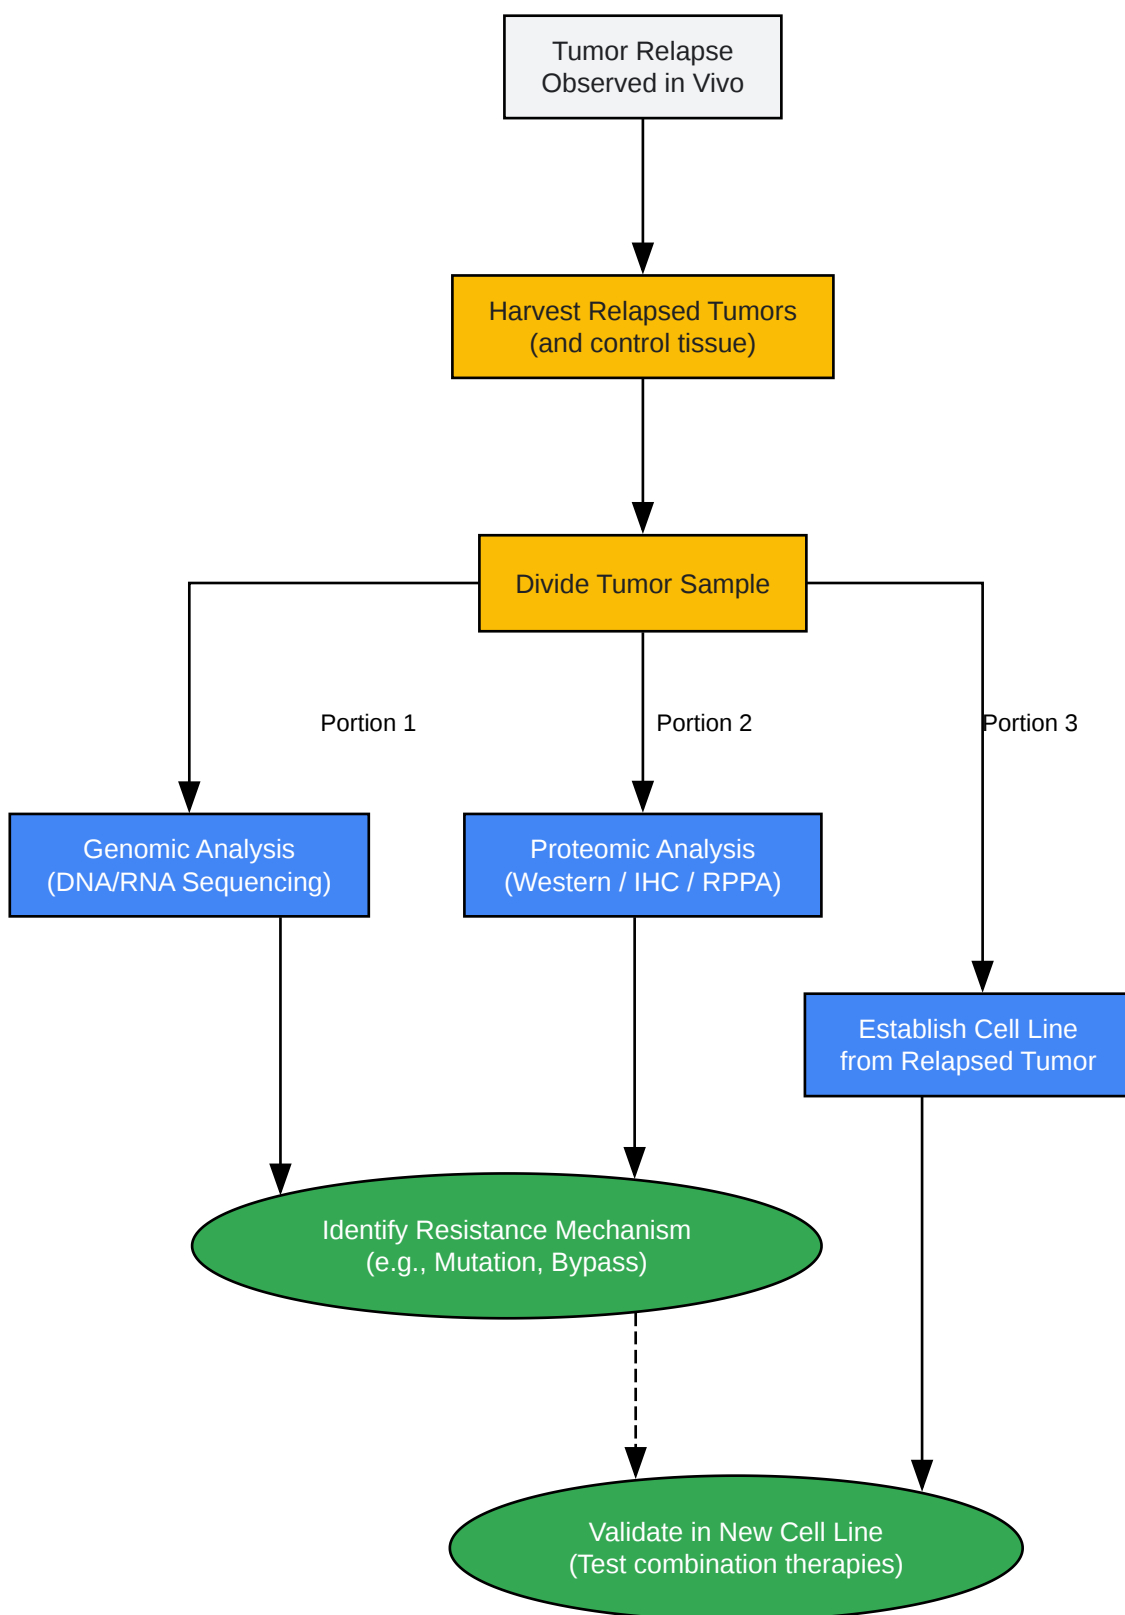 Tumor Relapse
Observed in Vivo
Harvest Relapsed Tumors
(and control tissue)
Divide Tumor Sample
Portion 1
Portion 2
Portion 3
Genomic Analysis
(DNA/RNA Sequencing)
Proteomic Analysis
(Western / IHC / RPPA)
Establish Cell Line
from Relapsed Tumor
Identify Resistance Mechanism
(e.g., Mutation, Bypass)
Validate in New Cell Line
(Test combination therapies)